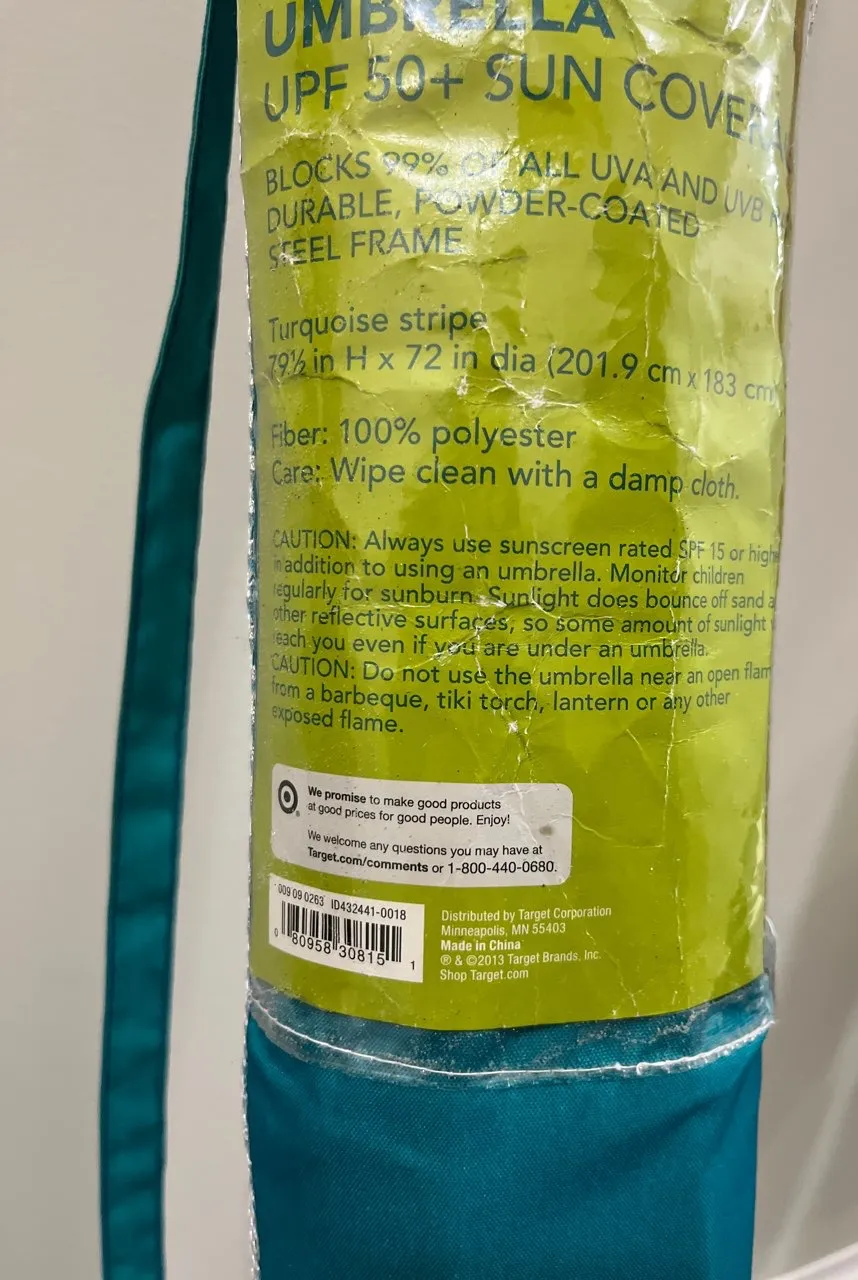 UMBRELLA
UPF 50+ SUN COVERA
BLOCKS 99% OF ALL UVA AND UVB
DURABLE, POWDER-COATED
STEEL FRAME
Turquoise stripe
79½ in H x 72 in dia (201.9 cm x 183 cm
Fiber: 100% polyester
Care: Wipe clean with a damp cloth.
CAUTION: Always use sunscreen rated SPF 15 or high
in addition to using an umbrella. Monitor children
regularly for sunburn. Sunlight does bounce off sand a
other reflective surfaces, so some amount of sunlight
reach you even if you are under an umbrella.
CAUTION: Do not use the umbrella near an open flam
from a barbeque, tiki torch, lantern or any other
exposed flame.
We promise to make good products
at good prices for good people. Enjoy!
We welcome any questions you may have at
Target.com/comments or 1-800-440-0680.
009 09 0263 ID432441-0018
0 80958 30815 1
Distributed by Target Corporation
Minneapolis, MN 55403
Made in China
® & ©2013 Target Brands, Inc.
Shop Target.com